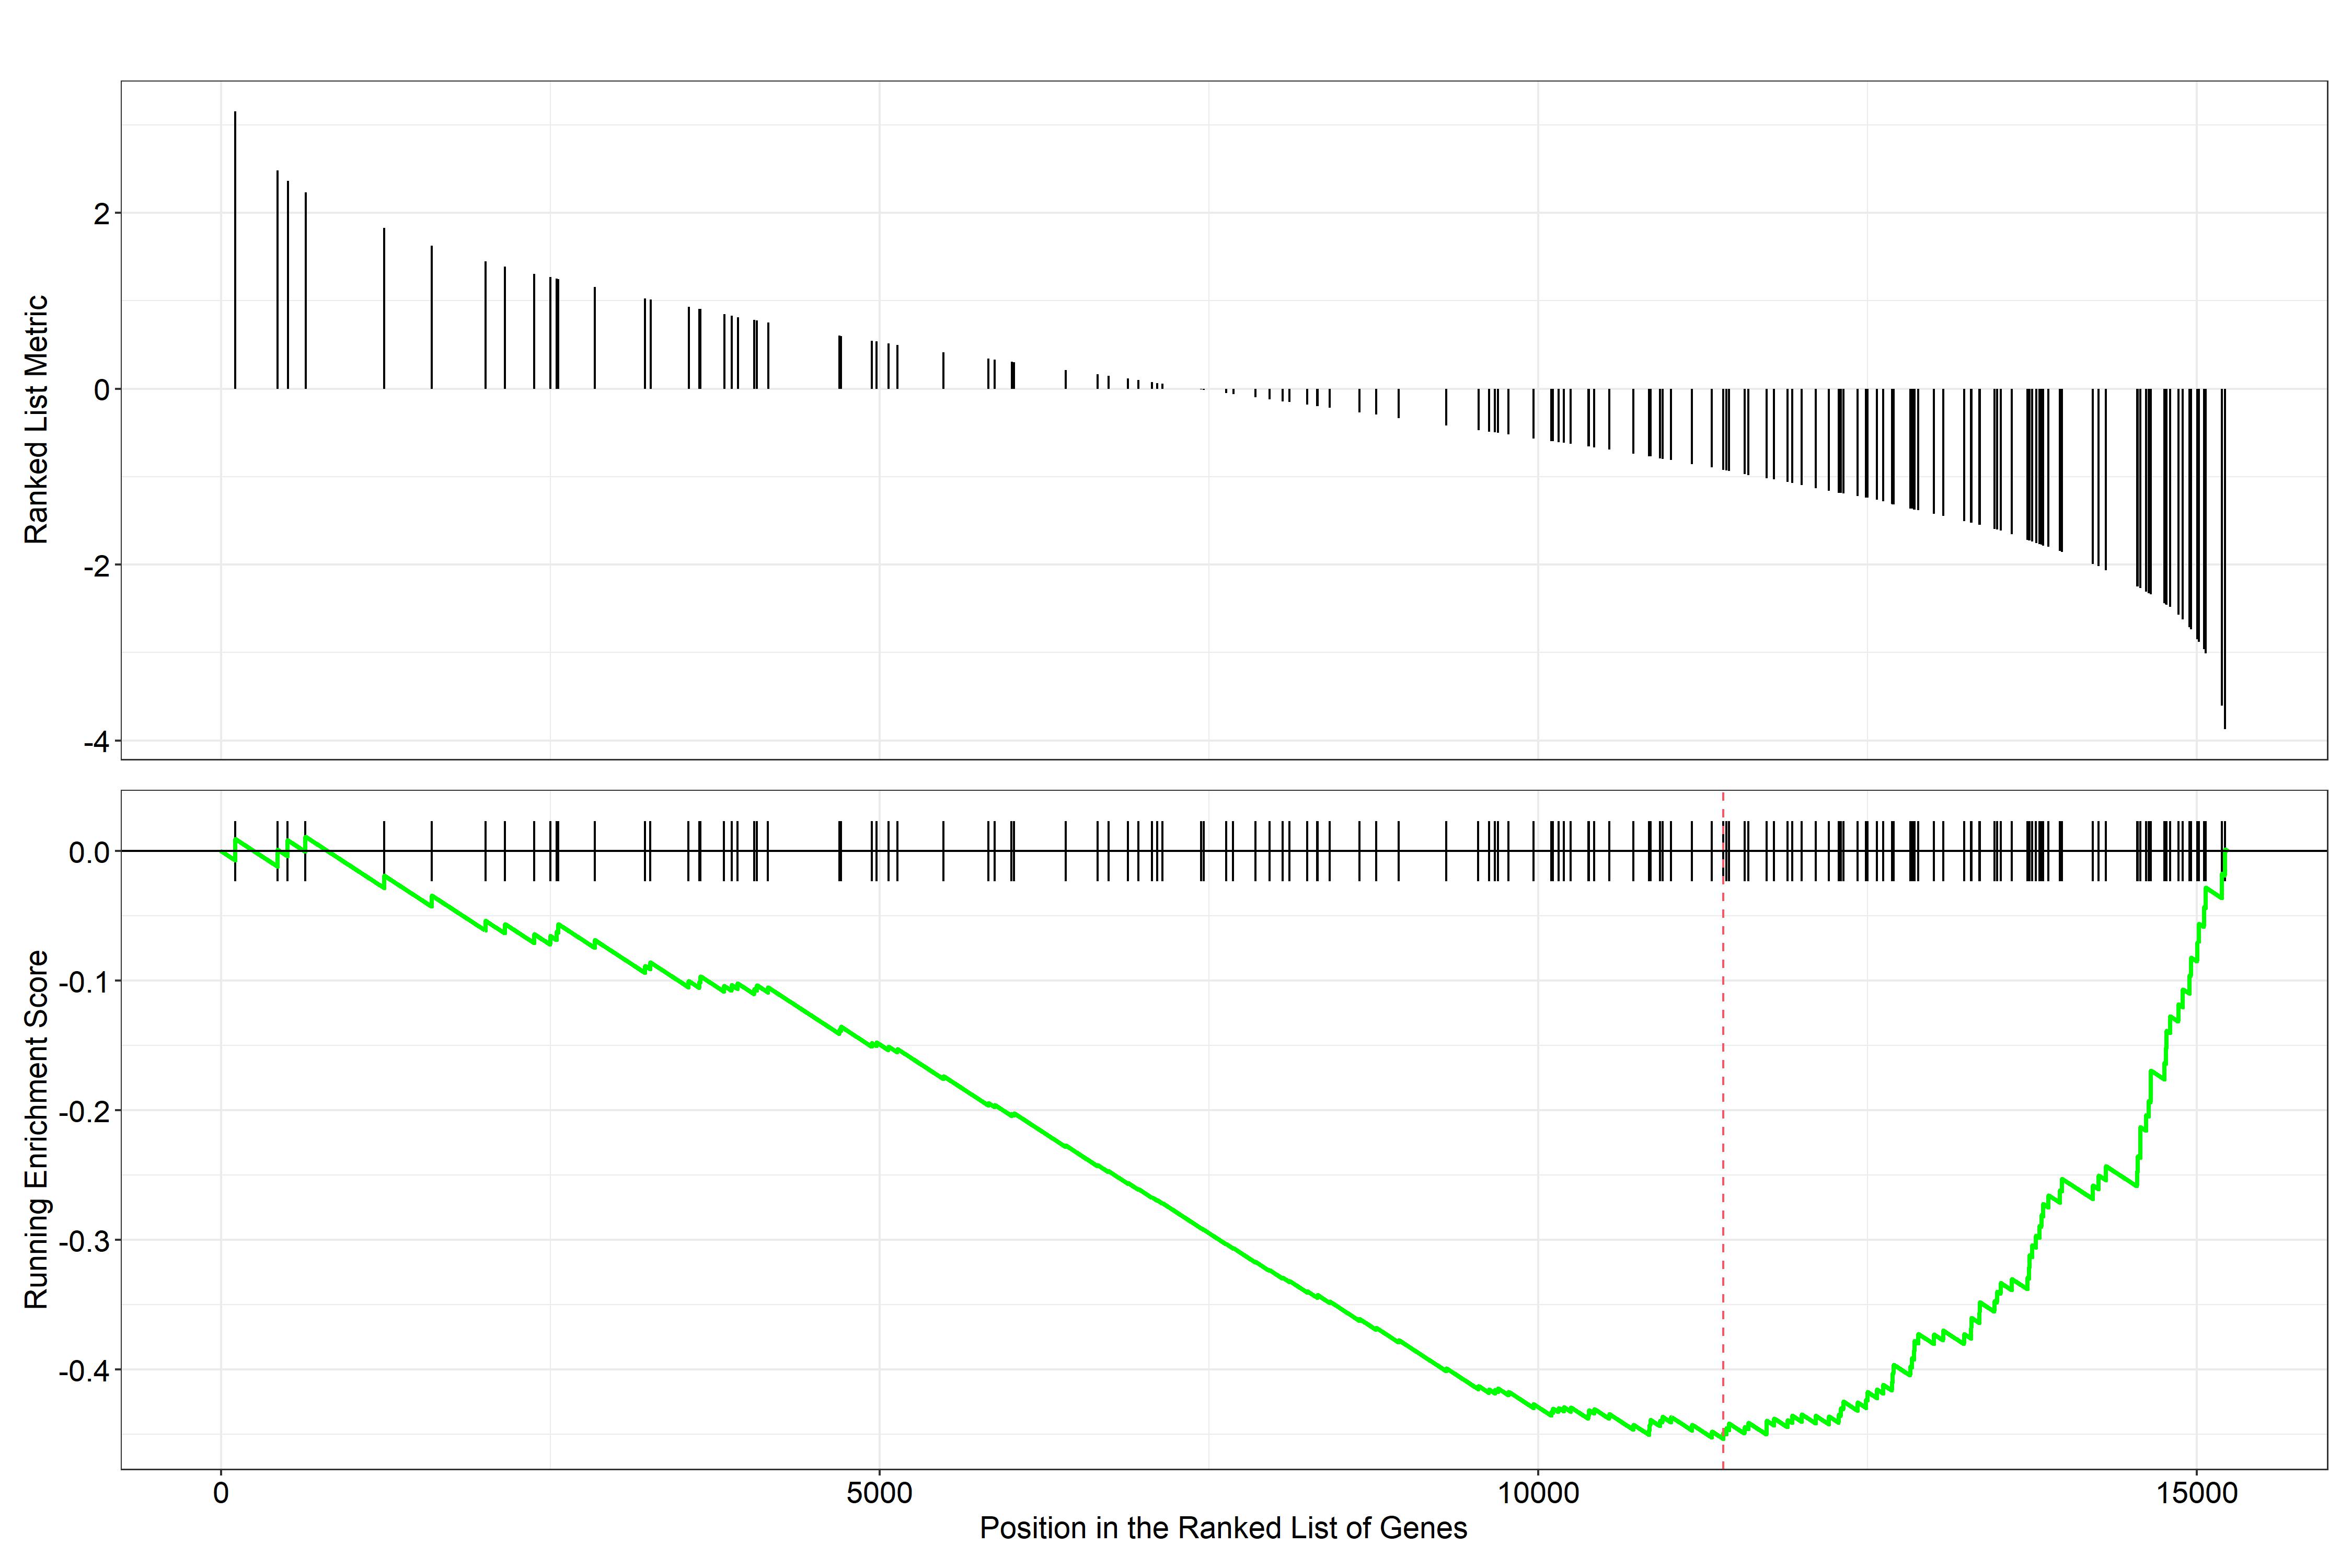 Ranked List Metric
2
0
-2
-4
Running Enrichment Score
0.0
-0.1
-0.2
-0.3
-0.4
0 5000 10000 15000
Position in the Ranked List of Genes